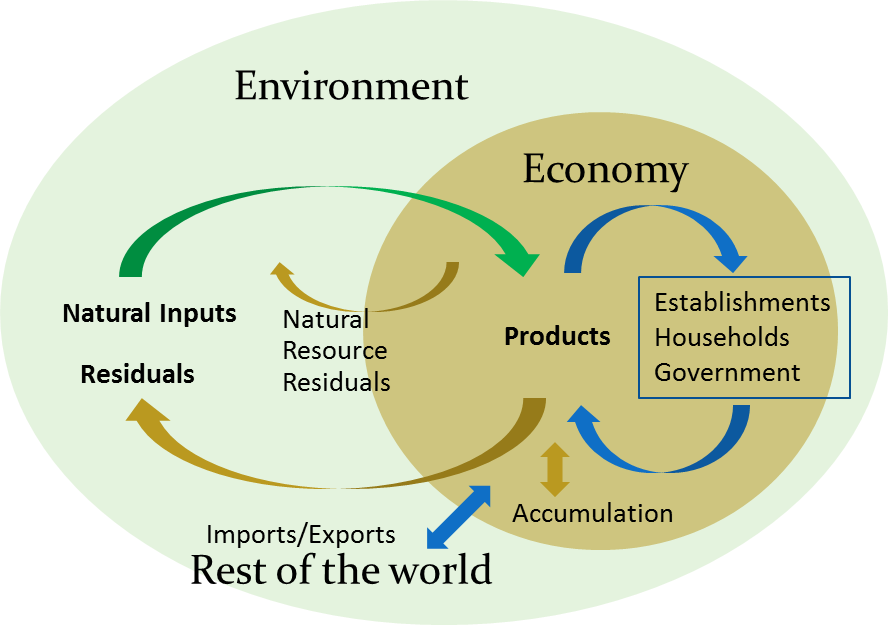 Environment
Economy
Natural Inputs
Residuals
Natural
Resource
Residuals
Products
Establishments
Households
Government
Accumulation
Imports/Exports
Rest of the world